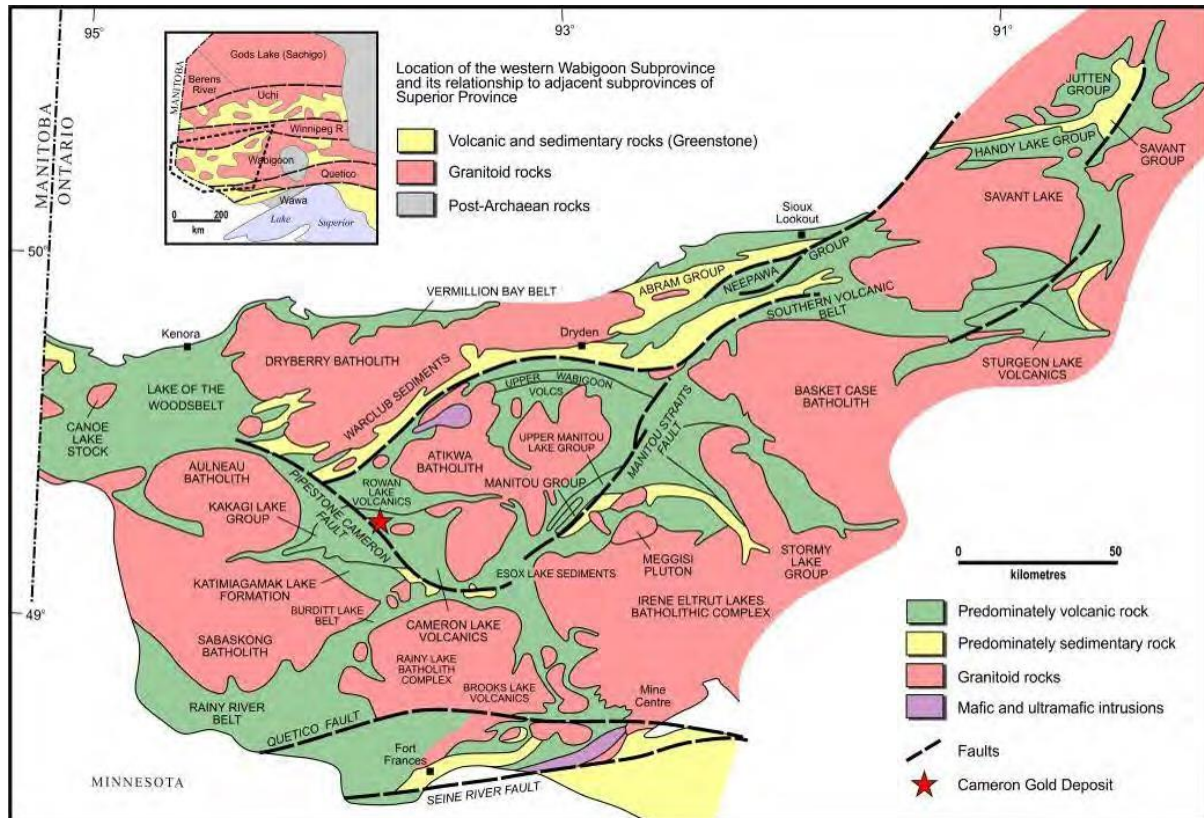 95°
93°
91°
MANITOBA
ONTARIO
MANITOBA
Gods Lake (Sachigo)
Berens
River
Uchi
Winnipeg R
Wabigoon
Quetico
Wawa
0 200
km
Lake Superior
Location of the western Wabigoon Subprovince
and its relationship to adjacent subprovinces of
Superior Province
Volcanic and sedimentary rocks (Greenstone)
Granitoid rocks
Post-Archaean rocks
JUTTEN
GROUP
HANDY LAKE GROUP
SAVANT
GROUP
SAVANT LAKE
Sioux
Lookout
50°
ABRAM GROUP
NEEPAWA
GROUP
SOUTHERN VOLCANIC
BELT
VERMILLION BAY BELT
Kenora
Dryden
DRYBERRY BATHOLITH
STURGEON LAKE
VOLCANICS
LAKE OF THE
WOODSBELT
WARCLUB SEDIMENTS
UPPER WABIGOON
VOLCS
BASKET CASE
BATHOLITH
CANOE
LAKE
STOCK
MANITOU STRAITS
FAULT
UPPER MANITOU
LAKE GROUP
ATIKWA
BATHOLITH
AULNEAU
BATHOLITH
PIPESTONE CAMERON
FAULT
ROWAN
LAKE
VOLCANICS
MANITOU GROUP
KAKAGI LAKE
GROUP
MEGGISI
PLUTON
STORMY
LAKE
GROUP
KATIMIAGAMAK LAKE
FORMATION
ESOX LAKE SEDIMENTS
0 50
kilometres
49°
BURDITT LAKE
BELT
CAMERON LAKE
VOLCANICS
IRENE ELTRUT LAKES
BATHOLITHIC COMPLEX
SABASKONG
BATHOLITH
RAINY LAKE
BATHOLITH
COMPLEX
BROOKS LAKE
VOLCANICS
Mine
Centre
RAINY RIVER
BELT
QUETICO FAULT
Fort
Frances
SEINE RIVER FAULT
MINNESOTA
Predominately volcanic rock
Predominately sedimentary rock
Granitoid rocks
Mafic and ultramafic intrusions
Faults
Cameron Gold Deposit